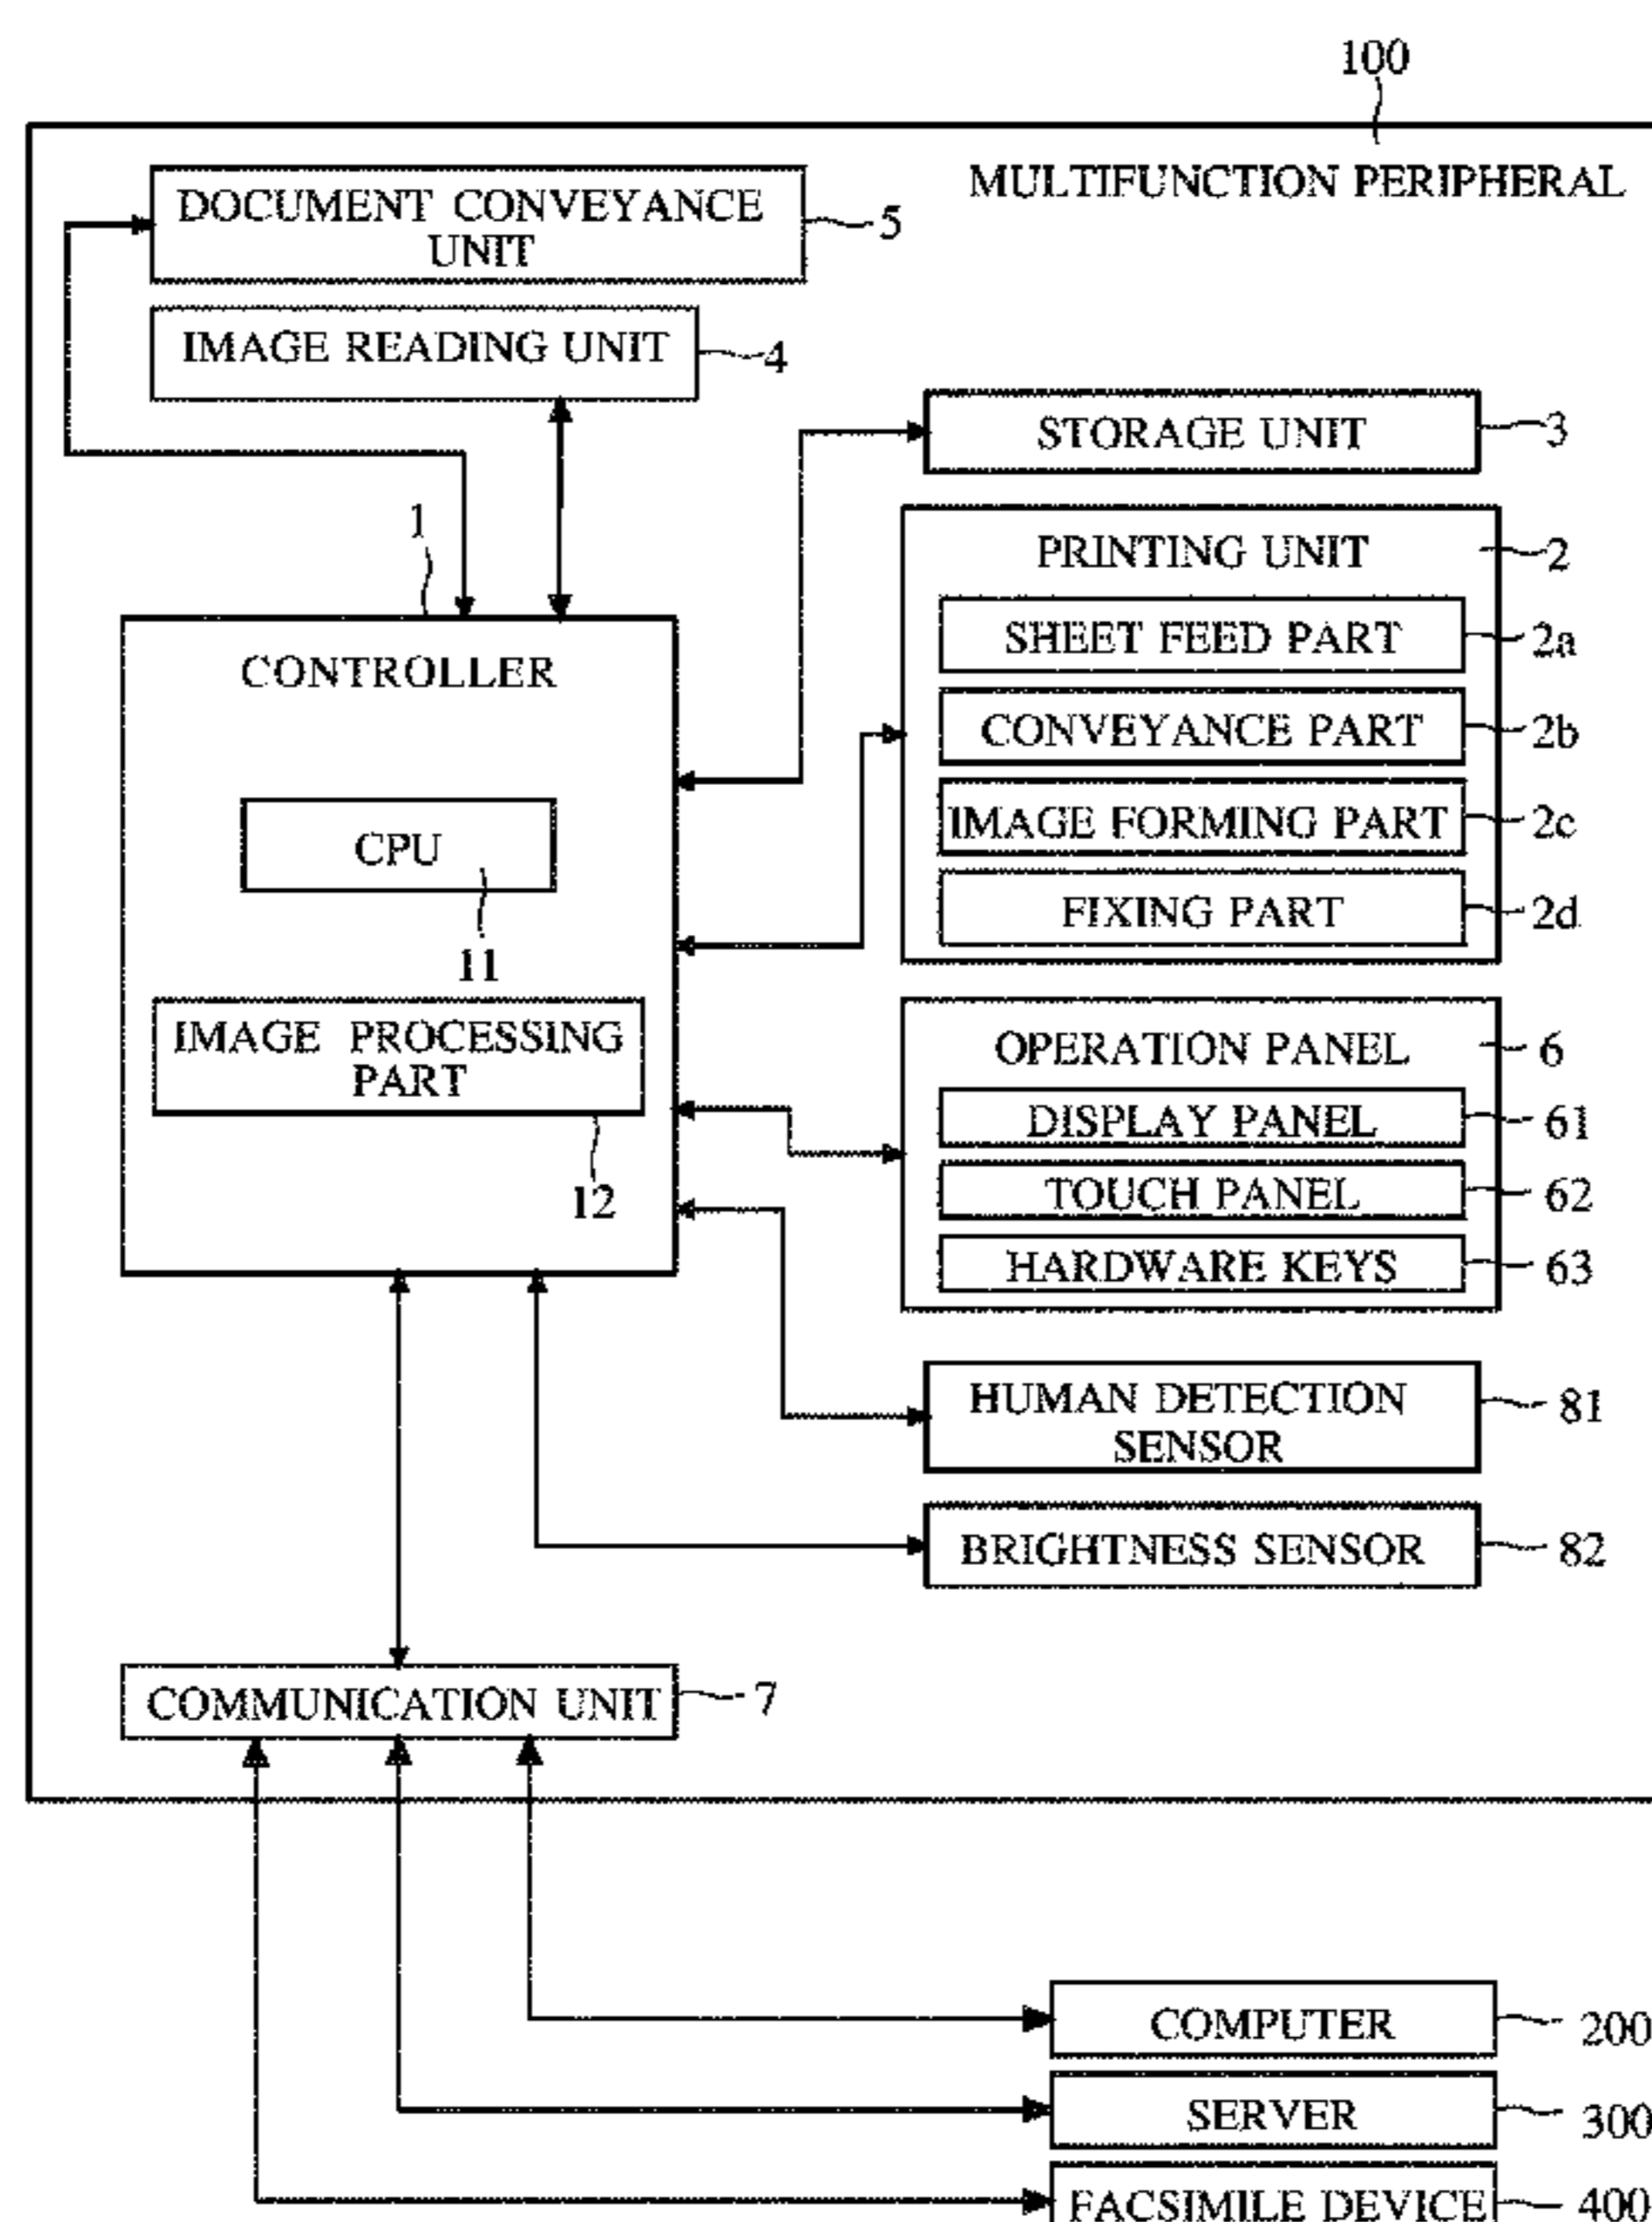 100
MULTIFUNCTION PERIPHERAL
DOCUMENT CONVEYANCE
UNIT
5
IMAGE READING UNIT
4
STORAGE UNIT
3
1
CONTROLLER
CPU
11
IMAGE PROCESSING
PART
12
PRINTING UNIT
2
SHEET FEED PART
2a
CONVEYANCE PART
2b
IMAGE FORMING PART
2c
FIXING PART
2d
OPERATION PANEL
6
DISPLAY PANEL
61
TOUCH PANEL
62
HARDWARE KEYS
63
HUMAN DETECTION
SENSOR
81
BRIGHTNESS SENSOR
82
COMMUNICATION UNIT
7
COMPUTER
200
SERVER
300
FACSIMILE DEVICE
400